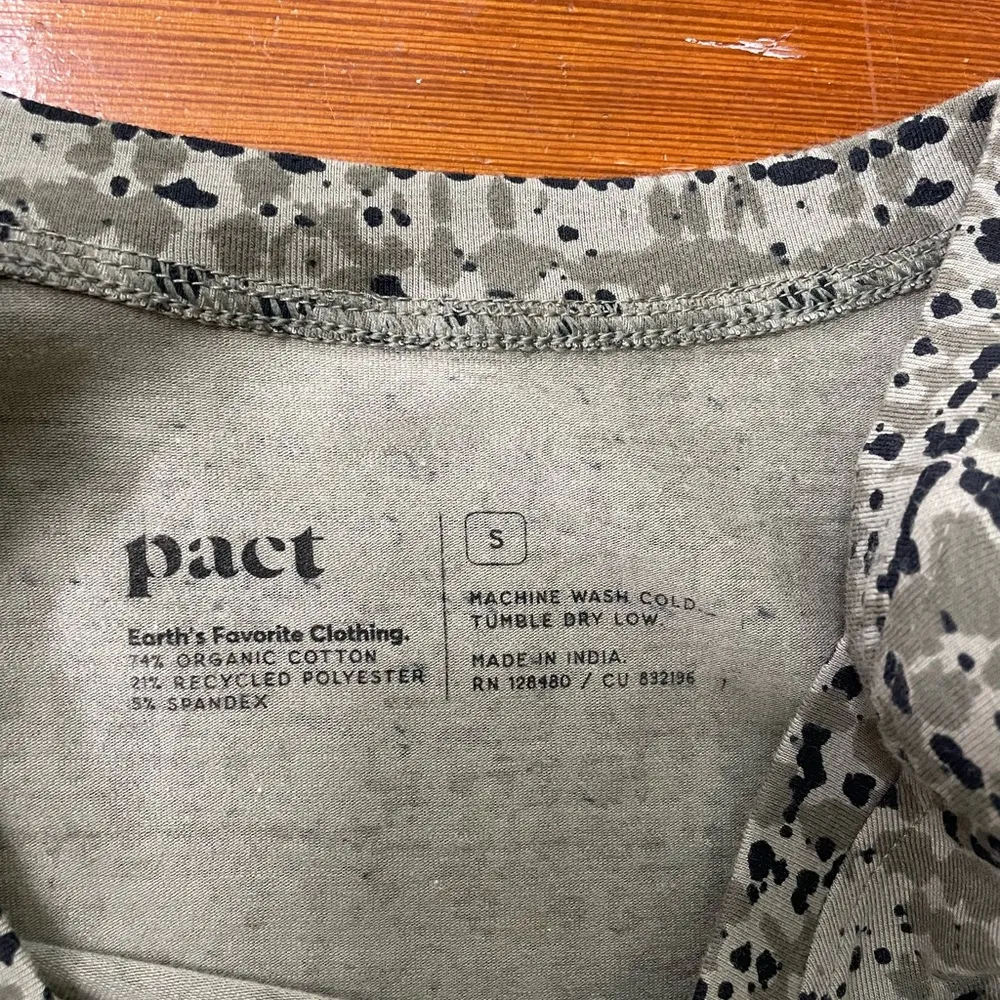 pact
Earth's Favorite Clothing.
74% ORGANIC COTTON
21% RECYCLED POLYESTER
5% SPANDEX
S
MACHINE WASH COLD.
TUMBLE DRY LOW.
MADE IN INDIA.
RN 128480 / CU 832196